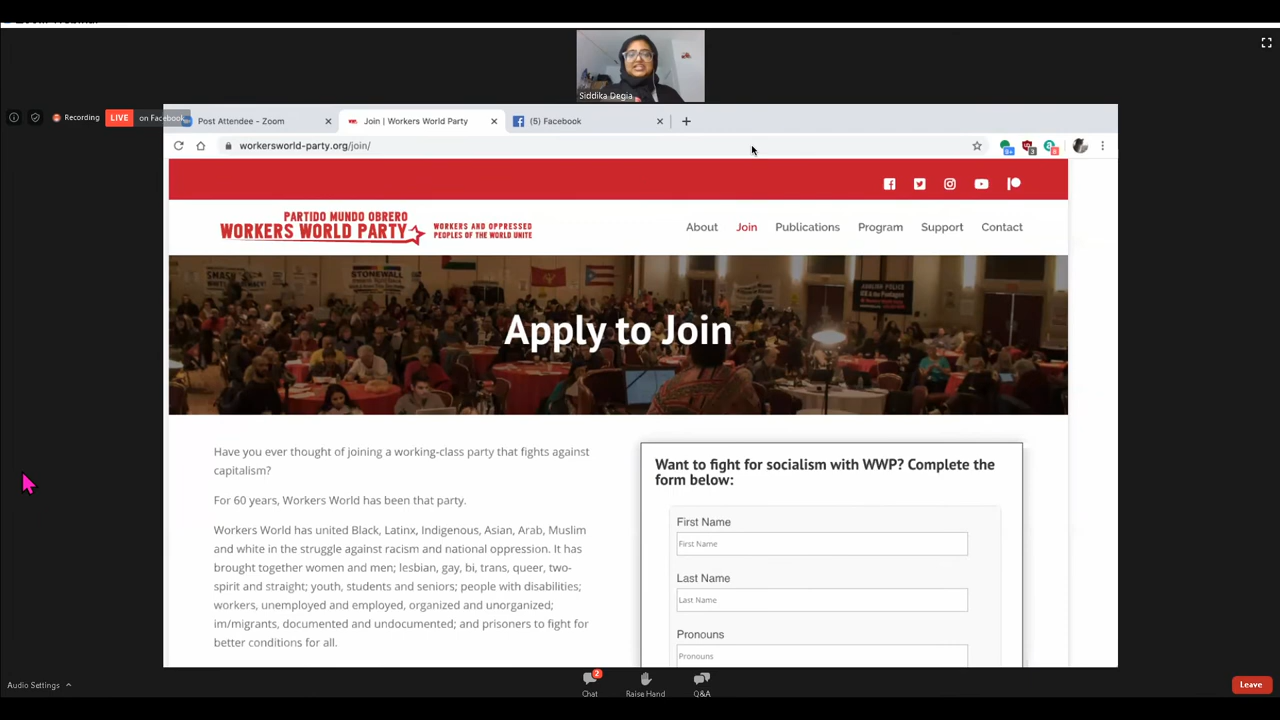 Siddika Degia
Recording
LIVE
on Facebook
Post Attendee - Zoom
Join | Workers World Party
(5) Facebook
workersworld-party.org/join/
PARTIDO MUNDO OBRERO
WORKERS WORLD PARTY
WORKERS AND OPPRESSED
PEOPLES OF THE WORLD UNITE
About
Join
Publications
Program
Support
Contact
STONEWALL
Apply to Join
Have you ever thought of joining a working-class party that fights against
capitalism?
For 60 years, Workers World has been that party.
Workers World has united Black, Latinx, Indigenous, Asian, Arab, Muslim
and white in the struggle against racism and national oppression. It has
brought together women and men; lesbian, gay, bi, trans, queer, two-
spirit and straight; youth, students and seniors; people with disabilities;
workers, unemployed and employed, organized and unorganized;
im/migrants, documented and undocumented; and prisoners to fight for
better conditions for all.
Want to fight for socialism with WWP? Complete the
form below:
First Name
First Name
Last Name
Last Name
Pronouns
Pronouns
Audio Settings
2
Chat
Raise Hand
Q&A
Leave